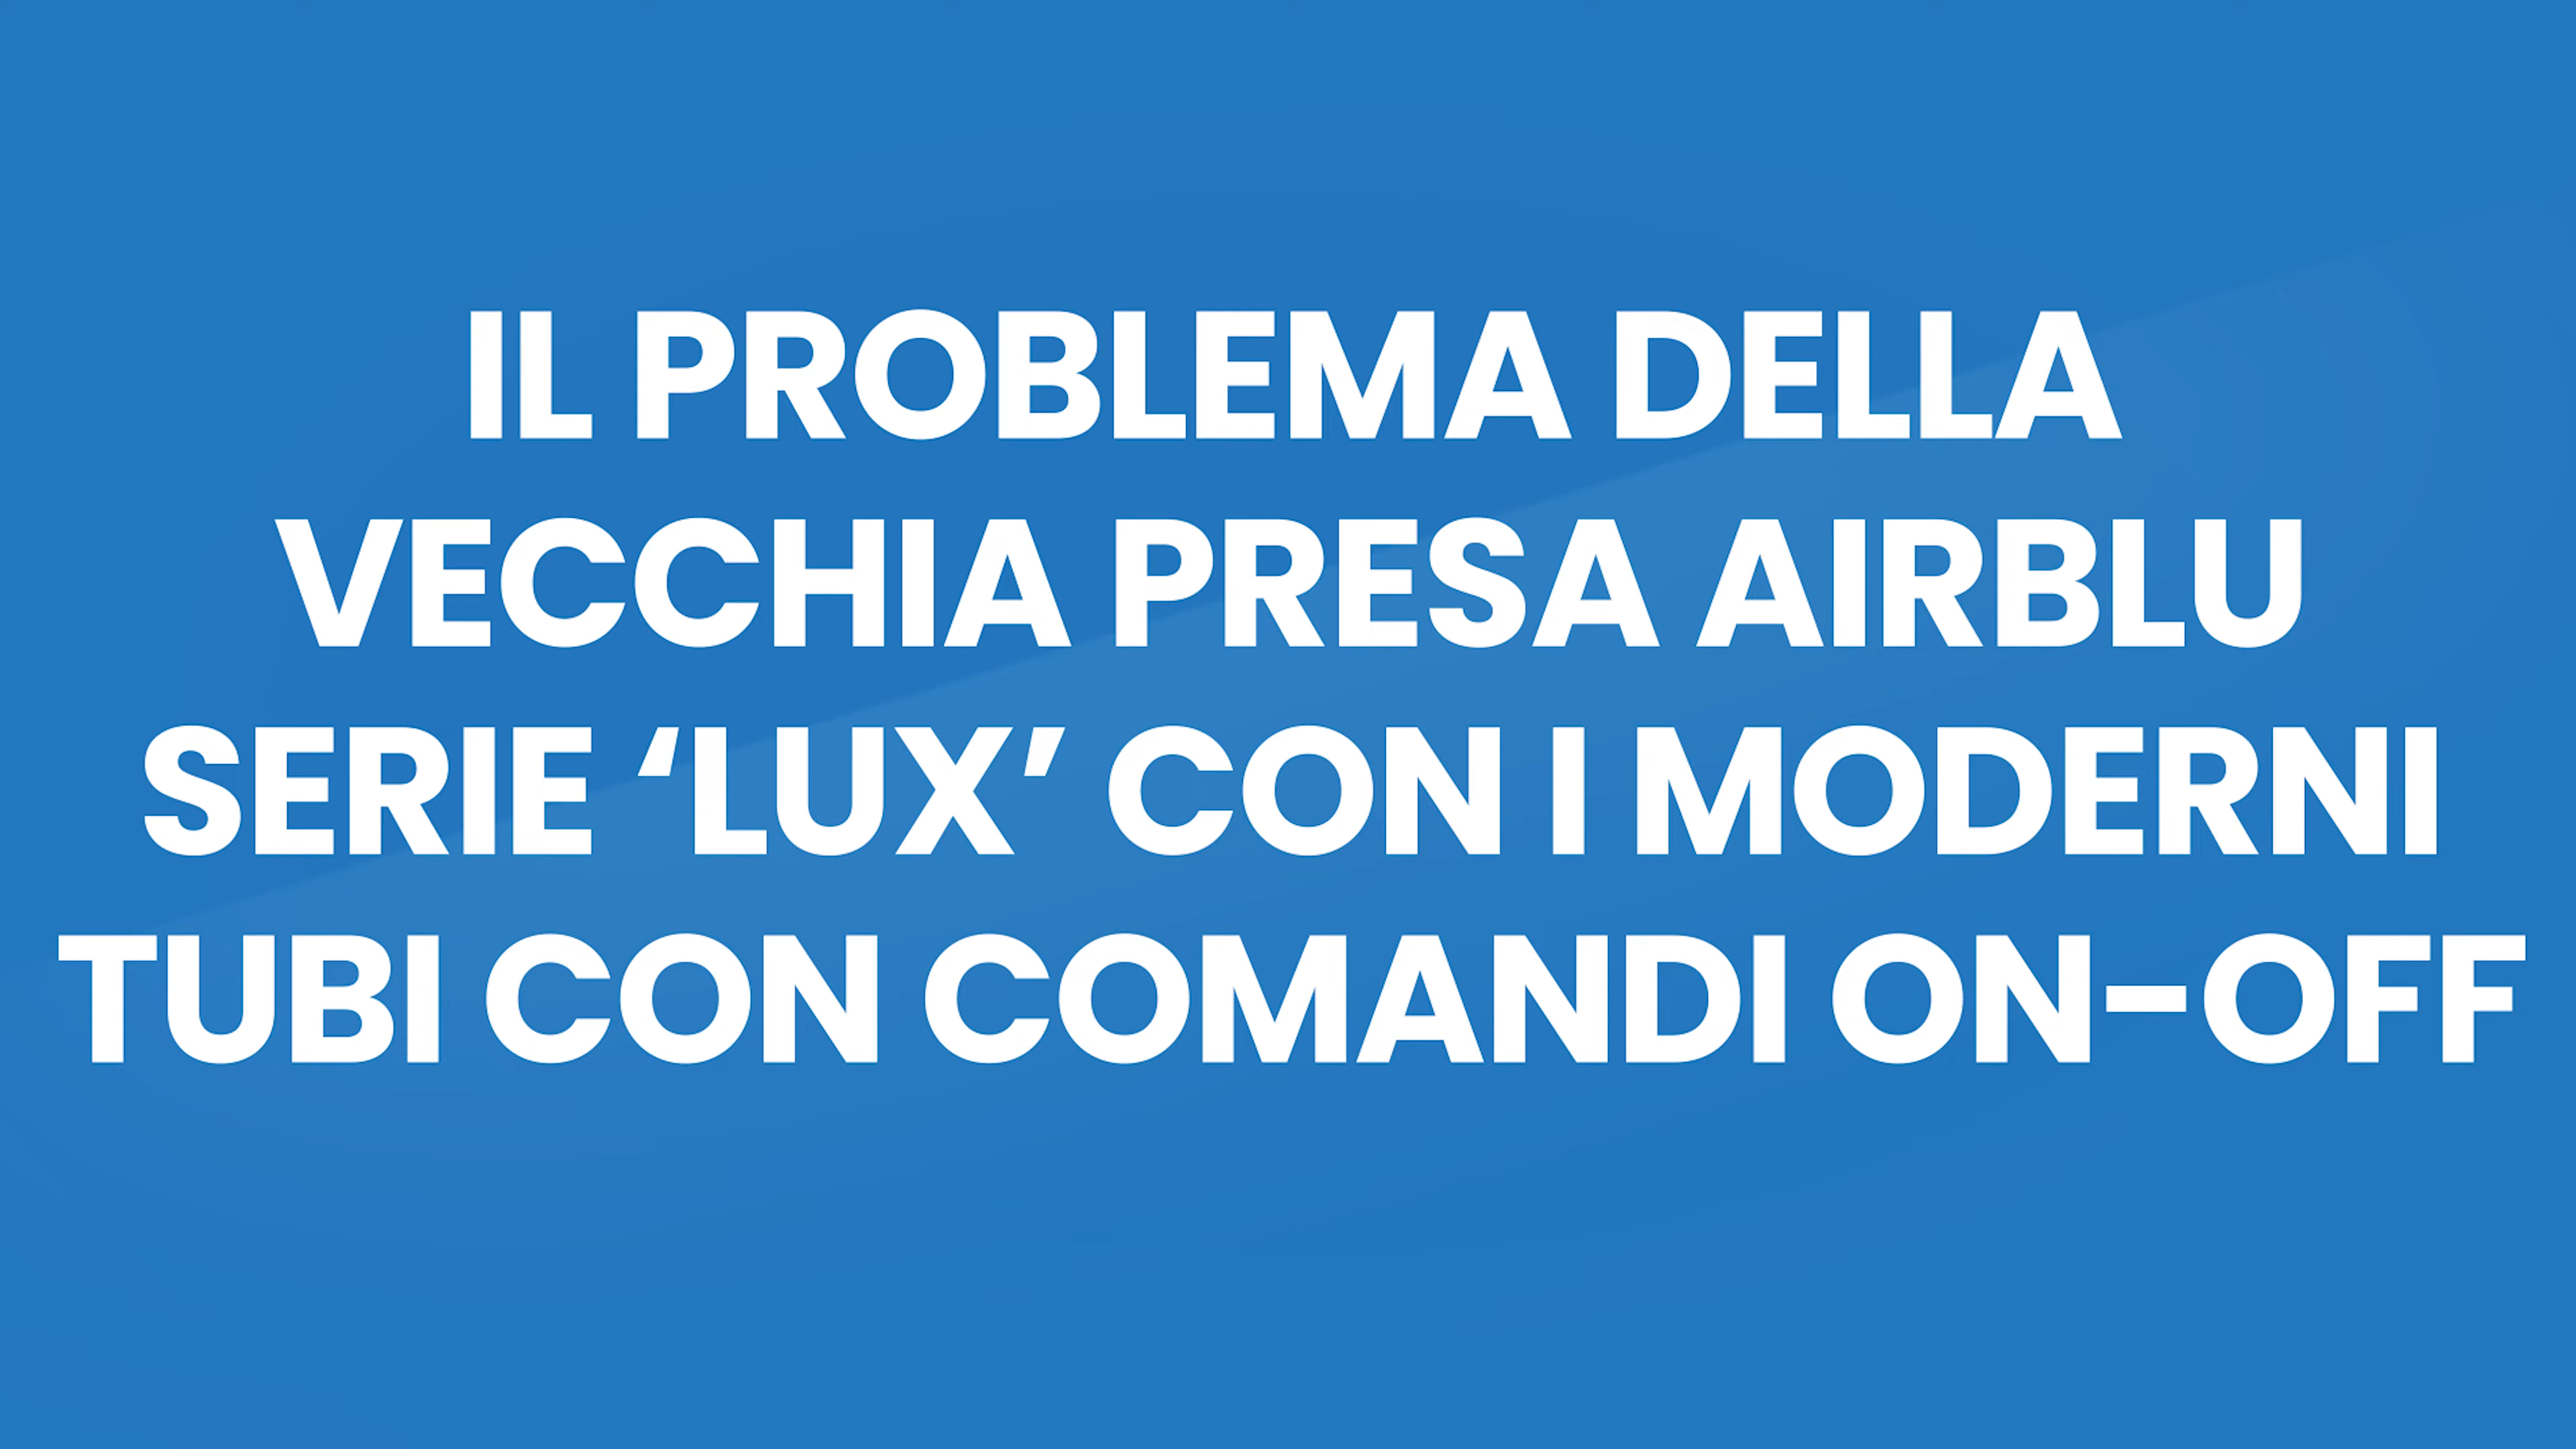 IL PROBLEMA DELLA
VECCHIA PRESA AIRBLU
SERIE ‘LUX’ CON I MODERNI
TUBI CON COMANDI ON-OFF